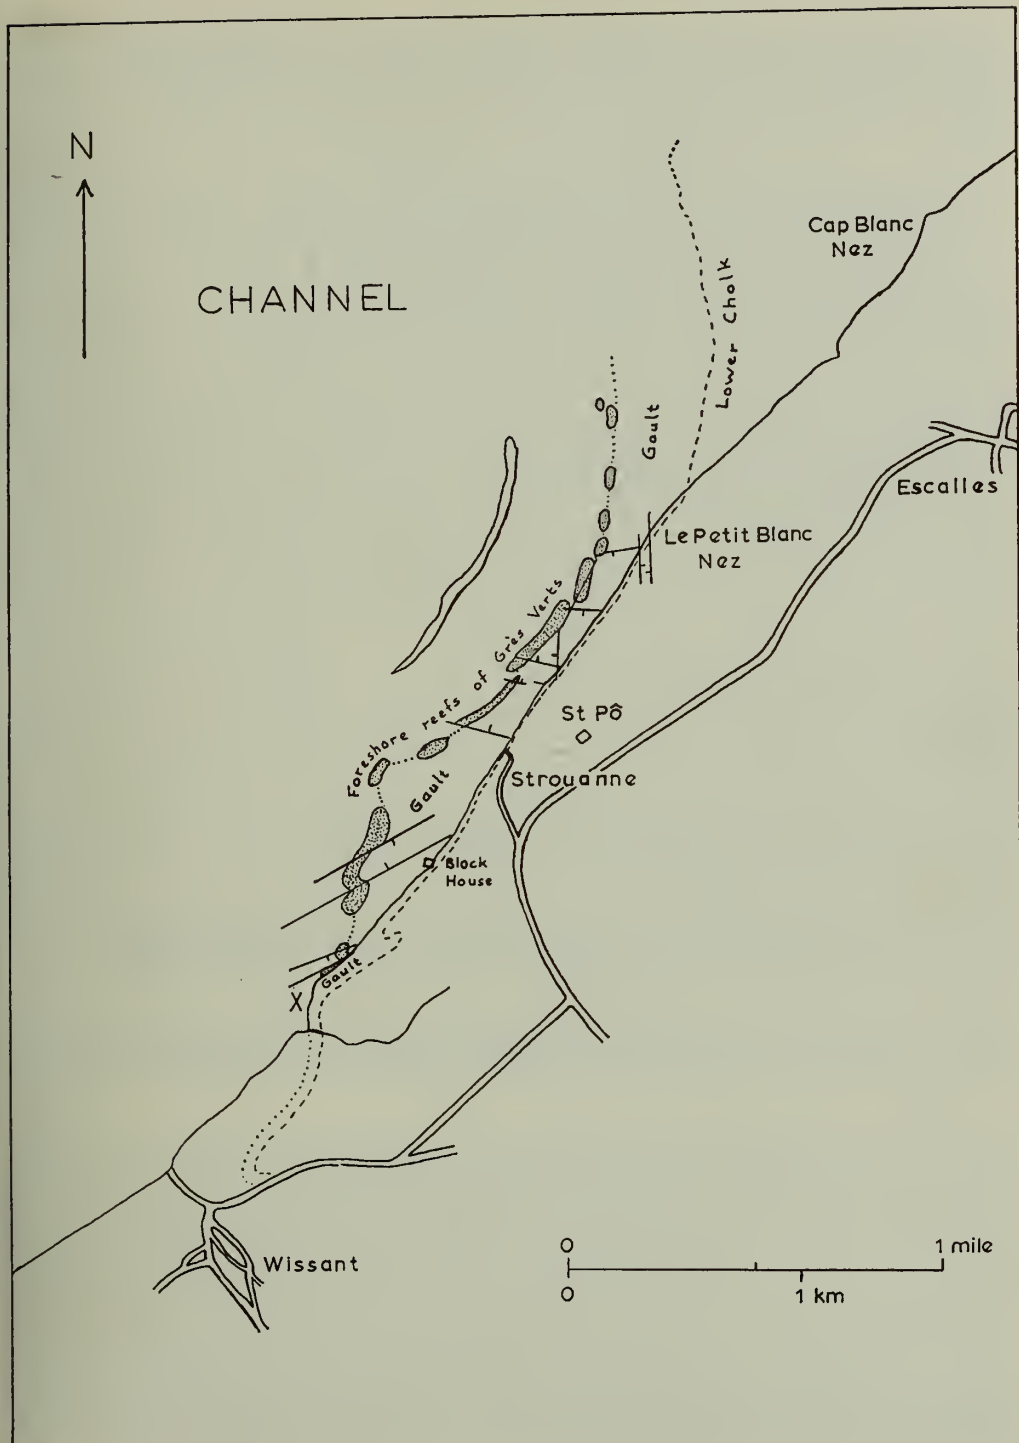 N
CHANNEL
Cap Blanc
Nez
Lower Chalk
Gault
Escalles
Le Petit Blanc
Nez
Foreshore reefs of Grès Verts
St Pô
Strouanne
Gault
Block
House
Gault
X
Wissant
0
1 mile
0
1 km